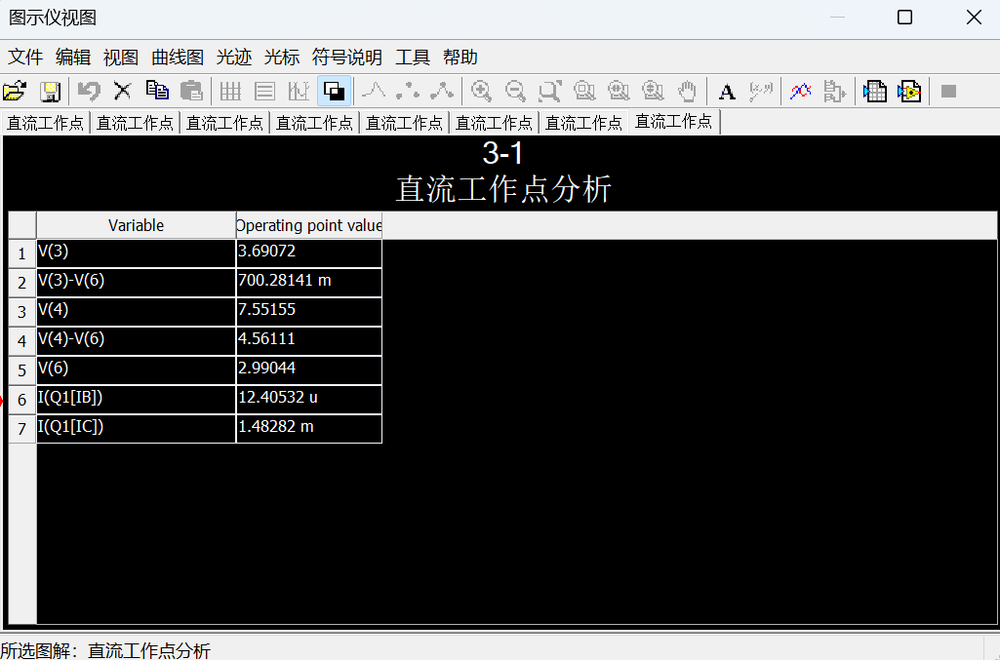 图示仪视图
文件 编辑 视图 曲线图 光迹 光标 符号说明 工具 帮助
A
直流工作点 直流工作点 直流工作点 直流工作点 直流工作点 直流工作点 直流工作点 直流工作点
3-1
直流工作点分析
Variable Operating point value
1 V(3) 3.69072
2 V(3)-V(6) 700.28141 m
3 V(4) 7.55155
4 V(4)-V(6) 4.56111
5 V(6) 2.99044
6 I(Q1[IB]) 12.40532 u
7 I(Q1[IC]) 1.48282 m
所选图解：直流工作点分析